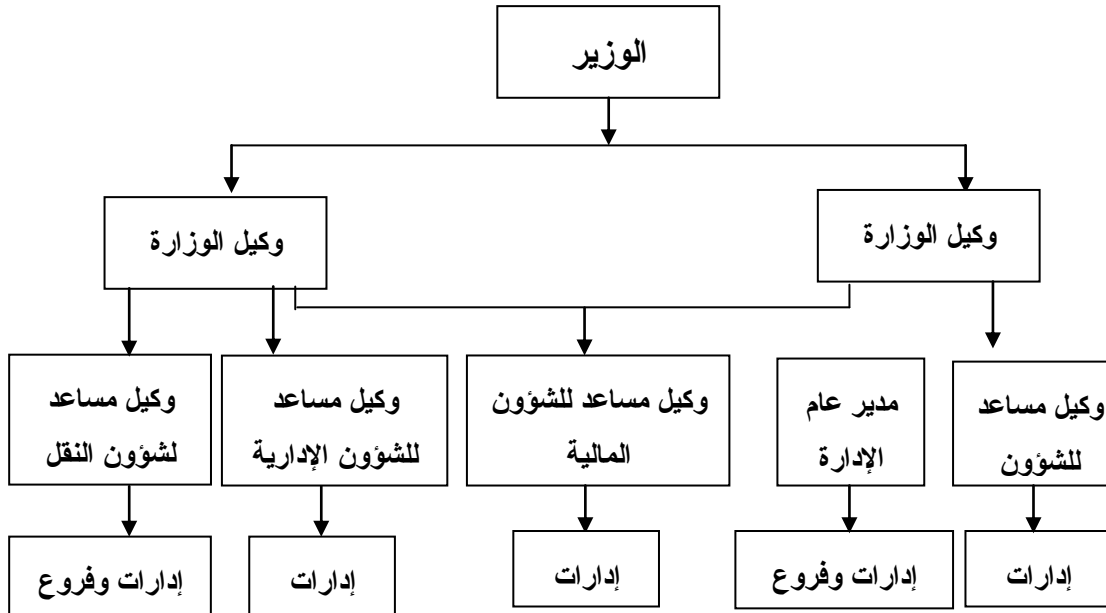 الوزير
وكيل الوزارة
وكيل الوزارة
وكيل مساعد
للشؤون
مدير عام
الإدارة
وكيل مساعد للشؤون
المالية
وكيل مساعد
للشؤون الإدارية
وكيل مساعد
لشؤون النقل
إدارات
إدارات وفروع
إدارات
إدارات
إدارات وفروع